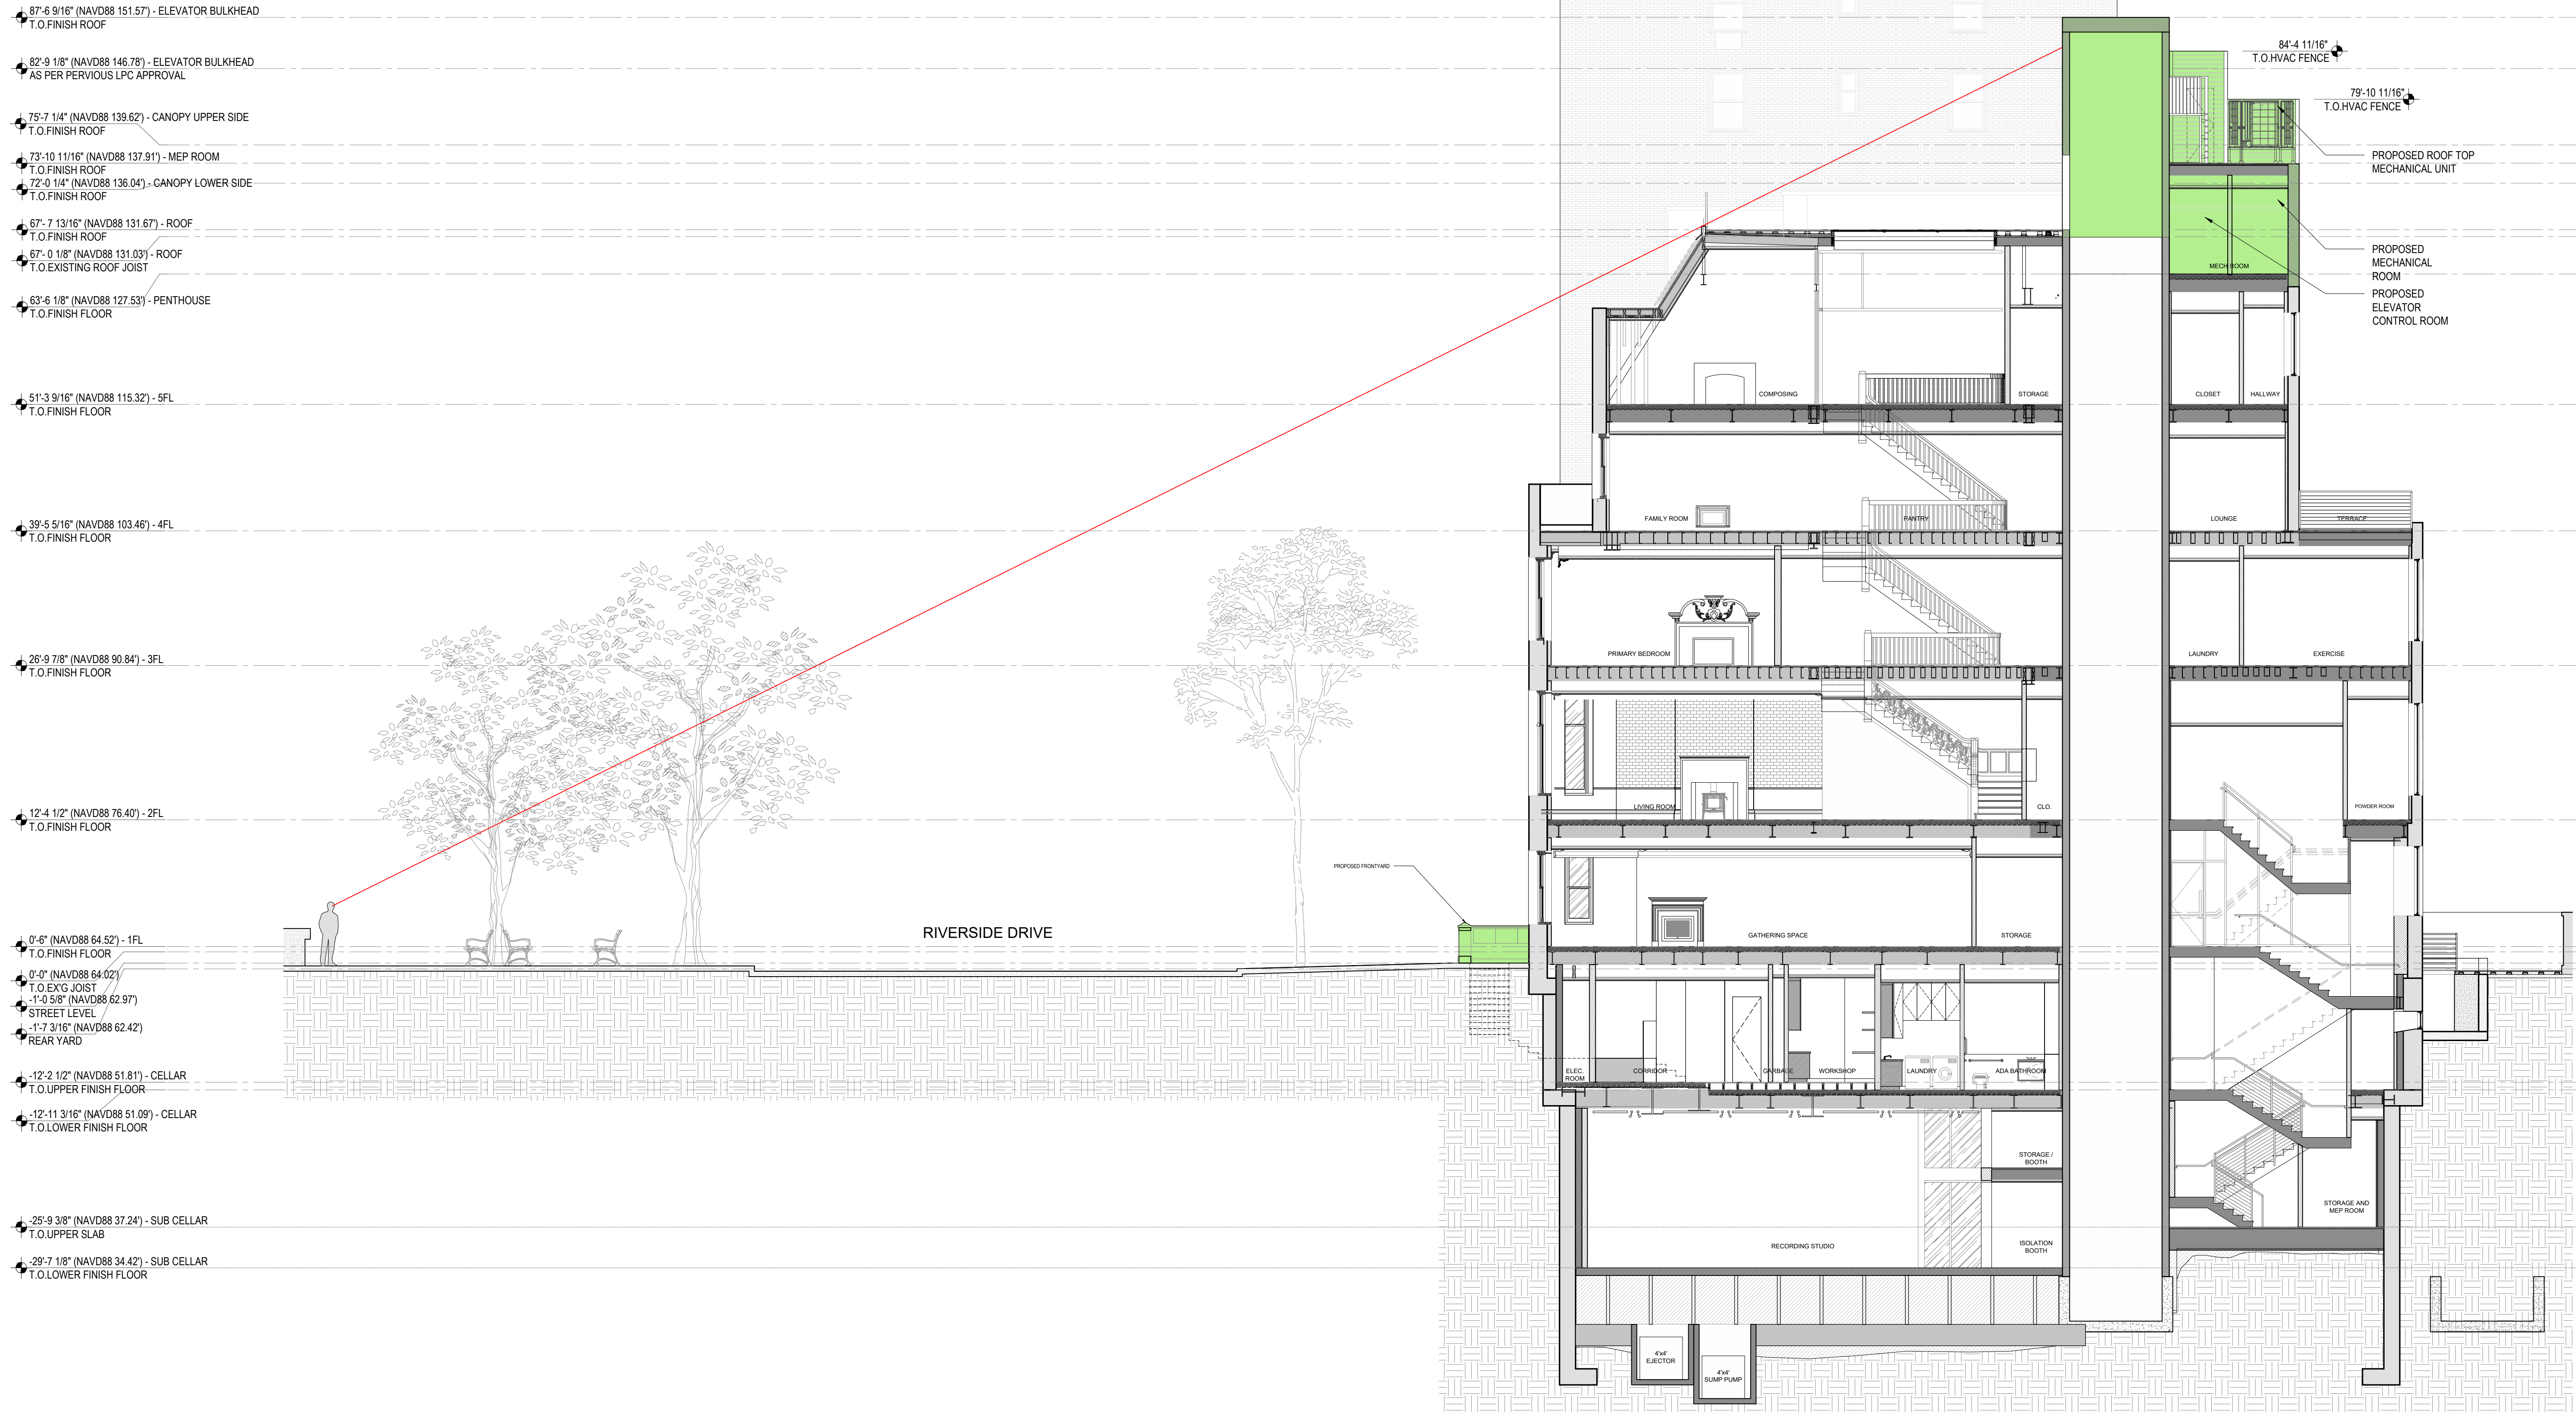 87'-6 9/16" (NAVD88 151.57') - ELEVATOR BULKHEAD
T.O.FINISH ROOF
82'-9 1/8" (NAVD88 146.78') - ELEVATOR BULKHEAD
AS PER PERVIOUS LPC APPROVAL
75'-7 1/4" (NAVD88 139.62') - CANOPY UPPER SIDE
T.O.FINISH ROOF
73'-10 11/16" (NAVD88 137.91') - MEP ROOM
T.O.FINISH ROOF
72'-0 1/4" (NAVD88 136.04') - CANOPY LOWER SIDE
T.O.FINISH ROOF
67'- 7 13/16" (NAVD88 131.67') - ROOF
T.O.FINISH ROOF
67'- 0 1/8" (NAVD88 131.03') - ROOF
T.O.EXISTING ROOF JOIST
63'-6 1/8" (NAVD88 127.53') - PENTHOUSE
T.O.FINISH FLOOR
51'-3 9/16" (NAVD88 115.32') - 5FL
T.O.FINISH FLOOR
39'-5 5/16" (NAVD88 103.46') - 4FL
T.O.FINISH FLOOR
26'-9 7/8" (NAVD88 90.84') - 3FL
T.O.FINISH FLOOR
12'-4 1/2" (NAVD88 76.40') - 2FL
T.O.FINISH FLOOR
0'-6" (NAVD88 64.52') - 1FL
T.O.FINISH FLOOR
0'-0" (NAVD88 64.02')
T.O.EX'G JOIST
-1'-0 5/8" (NAVD88 62.97')
STREET LEVEL
-1'-7 3/16" (NAVD88 62.42')
REAR YARD
-12'-2 1/2" (NAVD88 51.81') - CELLAR
T.O.UPPER FINISH FLOOR
-12'-11 3/16" (NAVD88 51.09') - CELLAR
T.O.LOWER FINISH FLOOR
-25'-9 3/8" (NAVD88 37.24') - SUB CELLAR
T.O.UPPER SLAB
-29'-7 1/8" (NAVD88 34.42') - SUB CELLAR
T.O.LOWER FINISH FLOOR
84'-4 11/16"
T.O.HVAC FENCE
79'-10 11/16"
T.O.HVAC FENCE
PROPOSED ROOF TOP
MECHANICAL UNIT
PROPOSED
MECHANICAL
ROOM
PROPOSED
ELEVATOR
CONTROL ROOM
MECH ROOM
COMPOSING
STORAGE
CLOSET
HALLWAY
FAMILY ROOM
PANTRY
LOUNGE
TERRACE
PRIMARY BEDROOM
LAUNDRY
EXERCISE
LIVING ROOM
CLO.
POWDER ROOM
PROPOSED FRONTYARD
RIVERSIDE DRIVE
GATHERING SPACE
STORAGE
ELEC.
ROOM
CORRIDOR
GARBAGE
WORKSHOP
LAUNDRY
ADA BATHROOM
STORAGE /
BOOTH
STORAGE AND
MEP ROOM
RECORDING STUDIO
ISOLATION
BOOTH
4'x4'
EJECTOR
4'x4'
SUMP PUMP